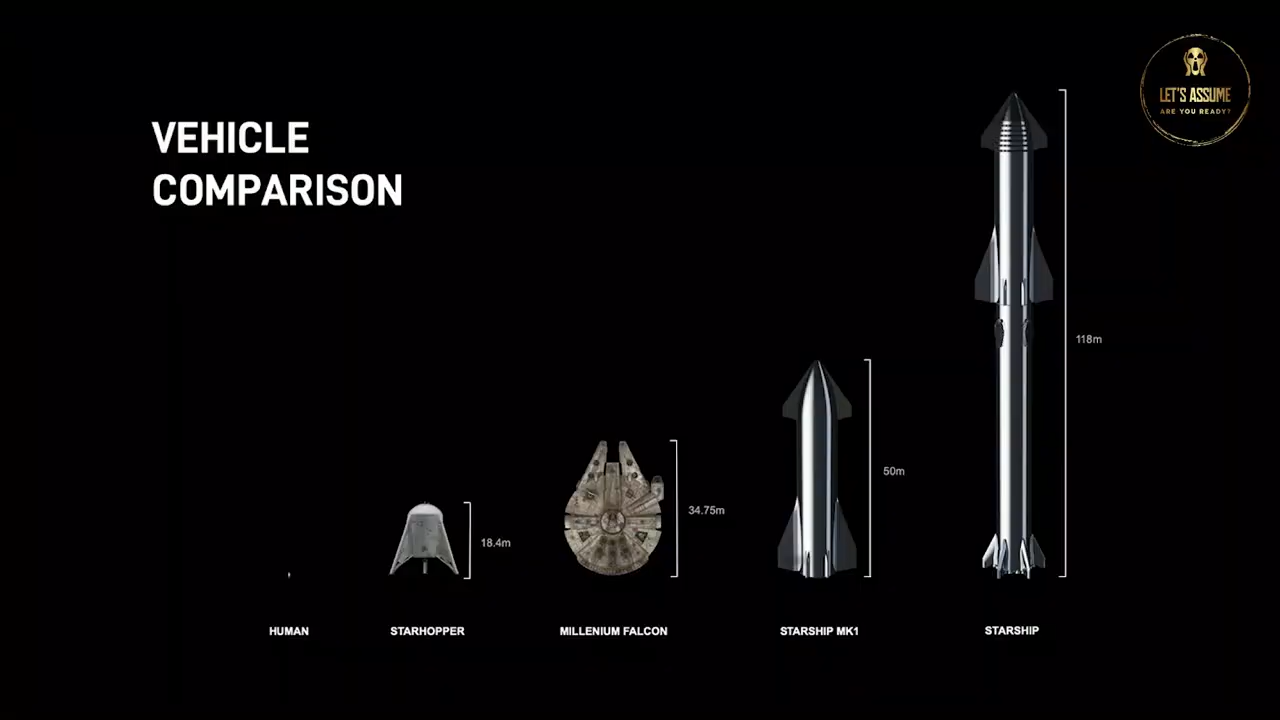 LET'S ASSUME
ARE YOU READY?
VEHICLE
COMPARISON
118m
50m
34.75m
18.4m
HUMAN
STARHOPPER
MILLENIUM FALCON
STARSHIP MK1
STARSHIP